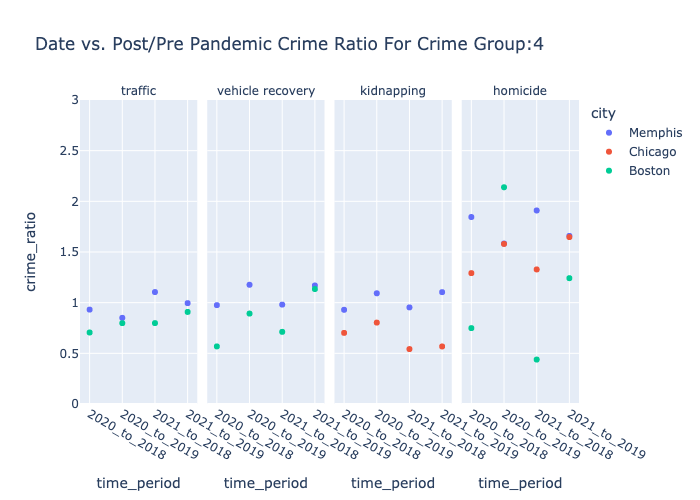 Date vs. Post/Pre Pandemic Crime Ratio For Crime Group:4
traffic
vehicle recovery
kidnapping
homicide
city
Memphis
Chicago
Boston
crime_ratio
3
2.5
2
1.5
1
0.5
0
2020_to_2018
2020_to_2019
2021_to_2018
2021_to_2019
2020_to_2018
2020_to_2019
2021_to_2018
2021_to_2019
2020_to_2018
2020_to_2019
2021_to_2018
2021_to_2019
2020_to_2018
2020_to_2019
2021_to_2018
2021_to_2019
time_period
time_period
time_period
time_period